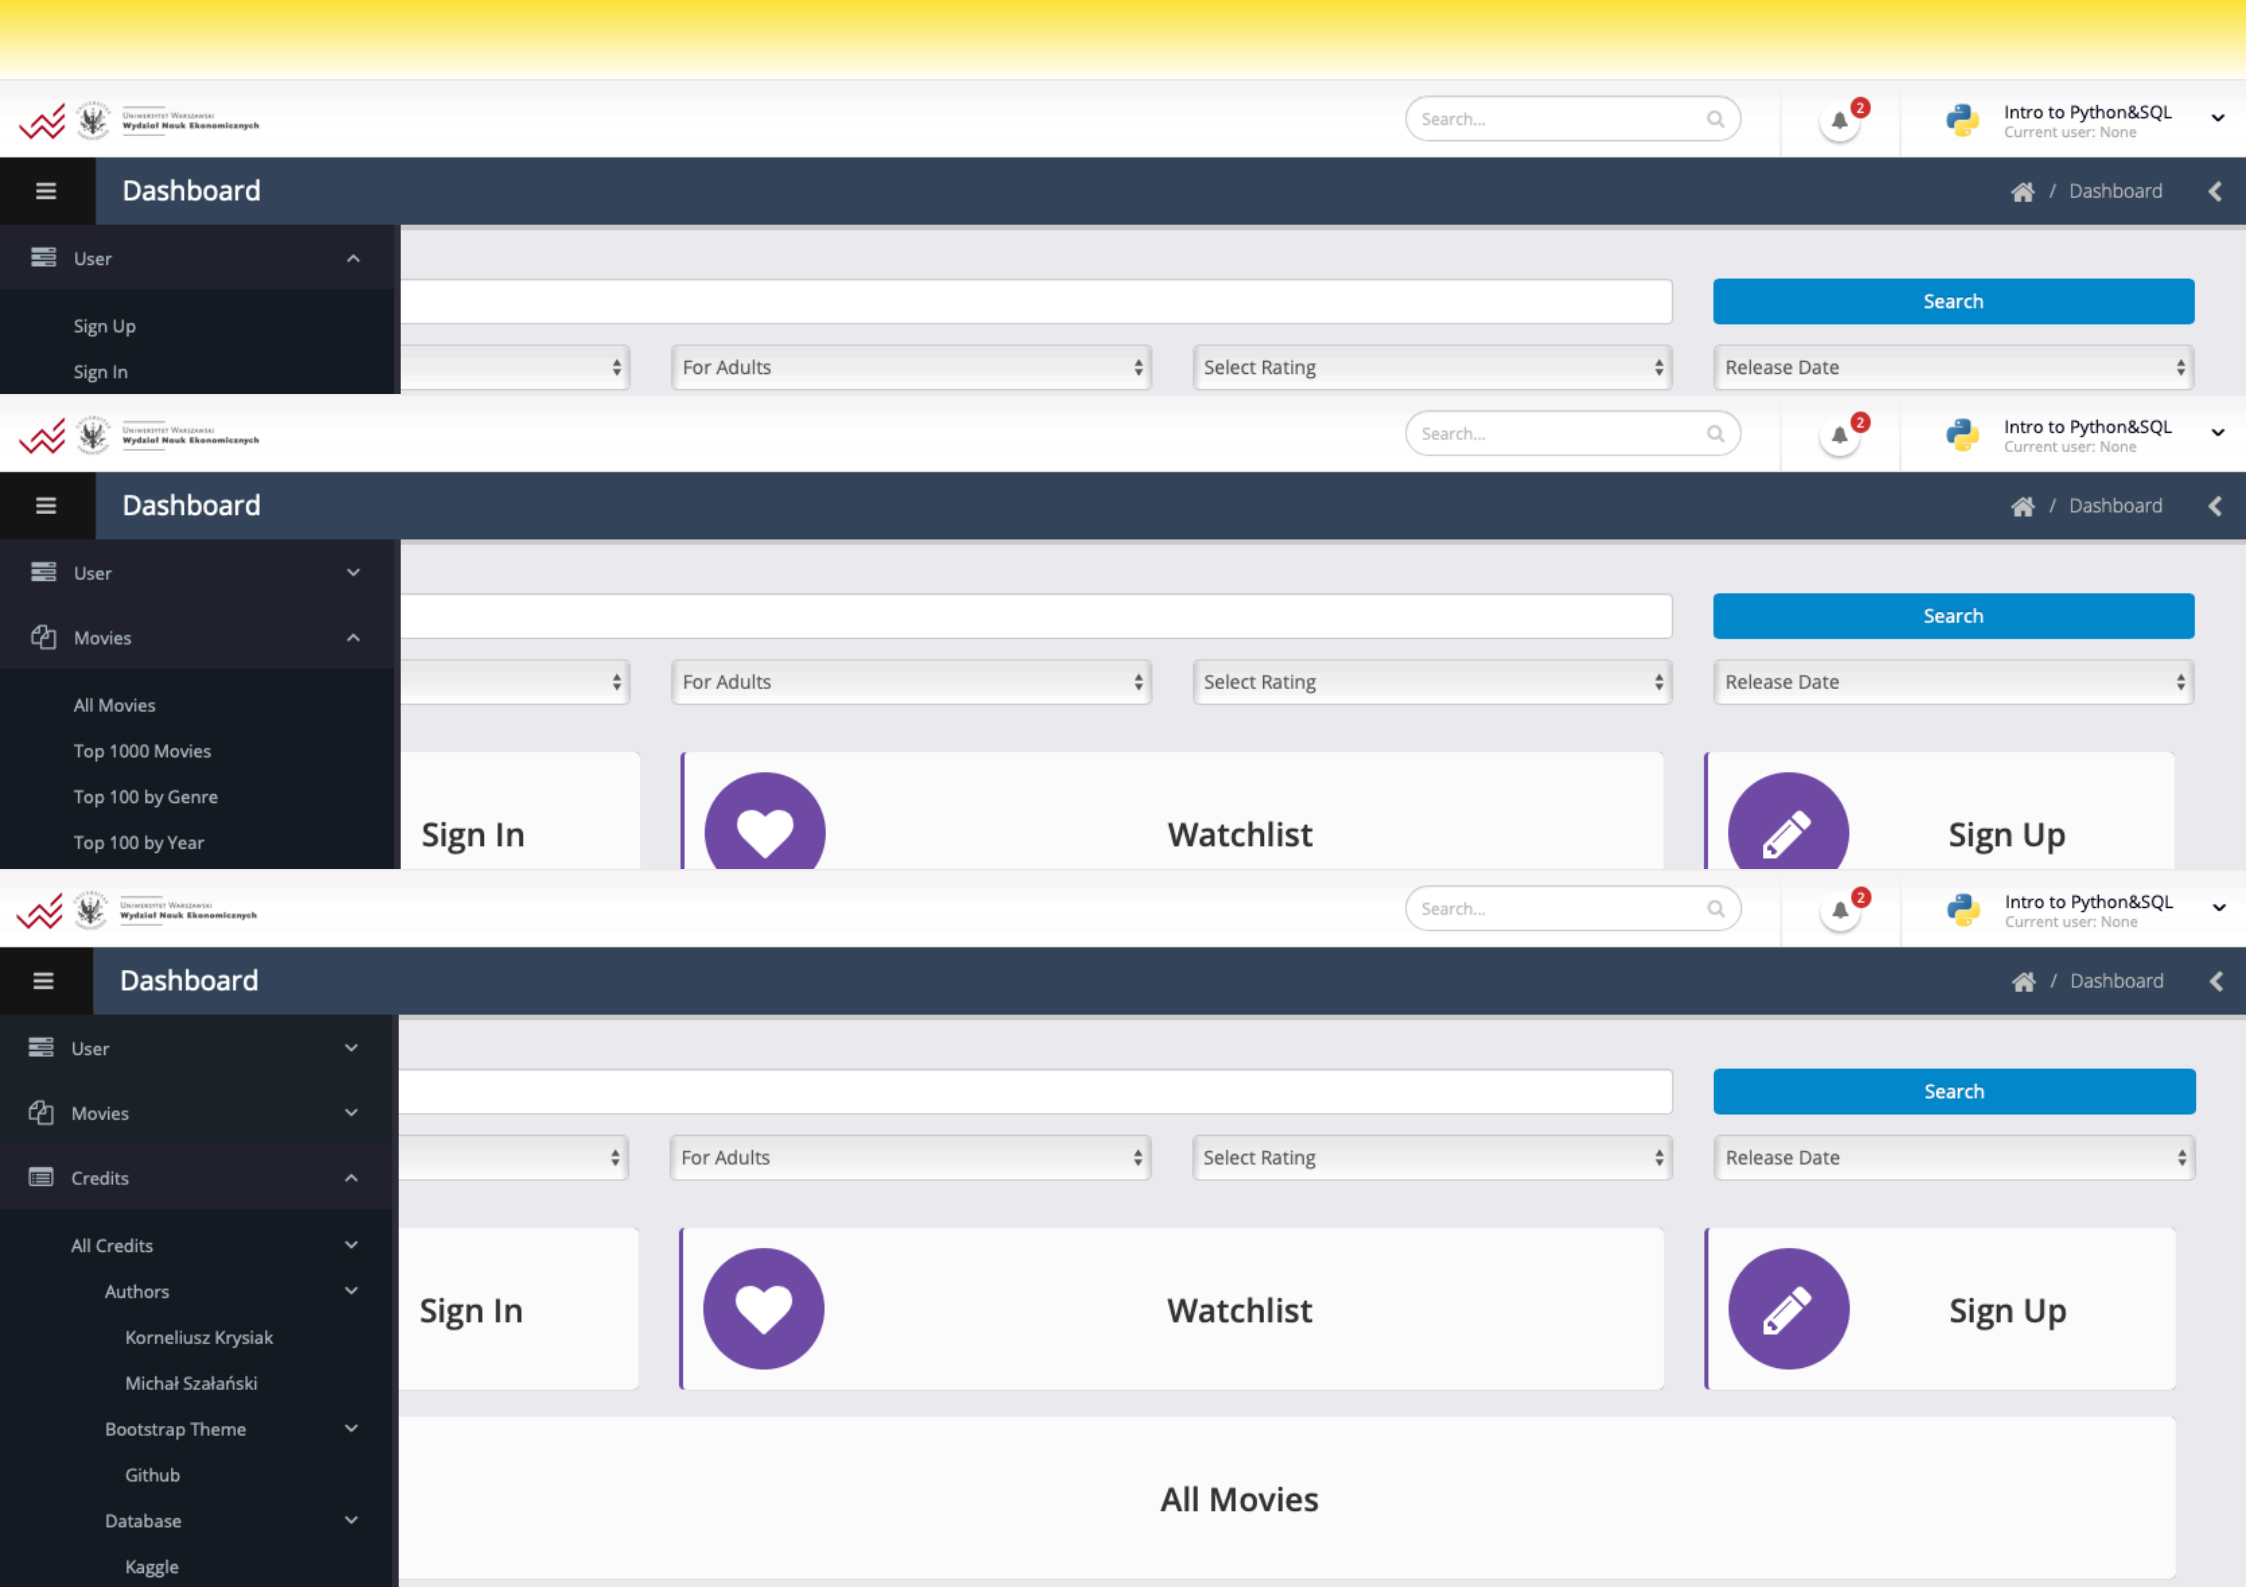 UNIWERSYTET WARSZAWSKI
Wydział Nauk Ekonomicznych
Search...
2
Intro to Python&SQL
Current user: None
Dashboard
/ Dashboard
User
Search
Sign Up
For Adults
Select Rating
Release Date
Sign In
UNIWERSYTET WARSZAWSKI
Wydział Nauk Ekonomicznych
Search...
2
Intro to Python&SQL
Current user: None
Dashboard
/ Dashboard
User
Search
Movies
For Adults
Select Rating
Release Date
All Movies
Top 1000 Movies
Top 100 by Genre
Top 100 by Year
Sign In
Watchlist
Sign Up
UNIWERSYTET WARSZAWSKI
Wydział Nauk Ekonomicznych
Search...
2
Intro to Python&SQL
Current user: None
Dashboard
/ Dashboard
User
Search
Movies
For Adults
Select Rating
Release Date
Credits
All Credits
Authors
Korneliusz Krysiak
Michał Szałański
Sign In
Watchlist
Sign Up
Bootstrap Theme
Github
Database
Kaggle
All Movies